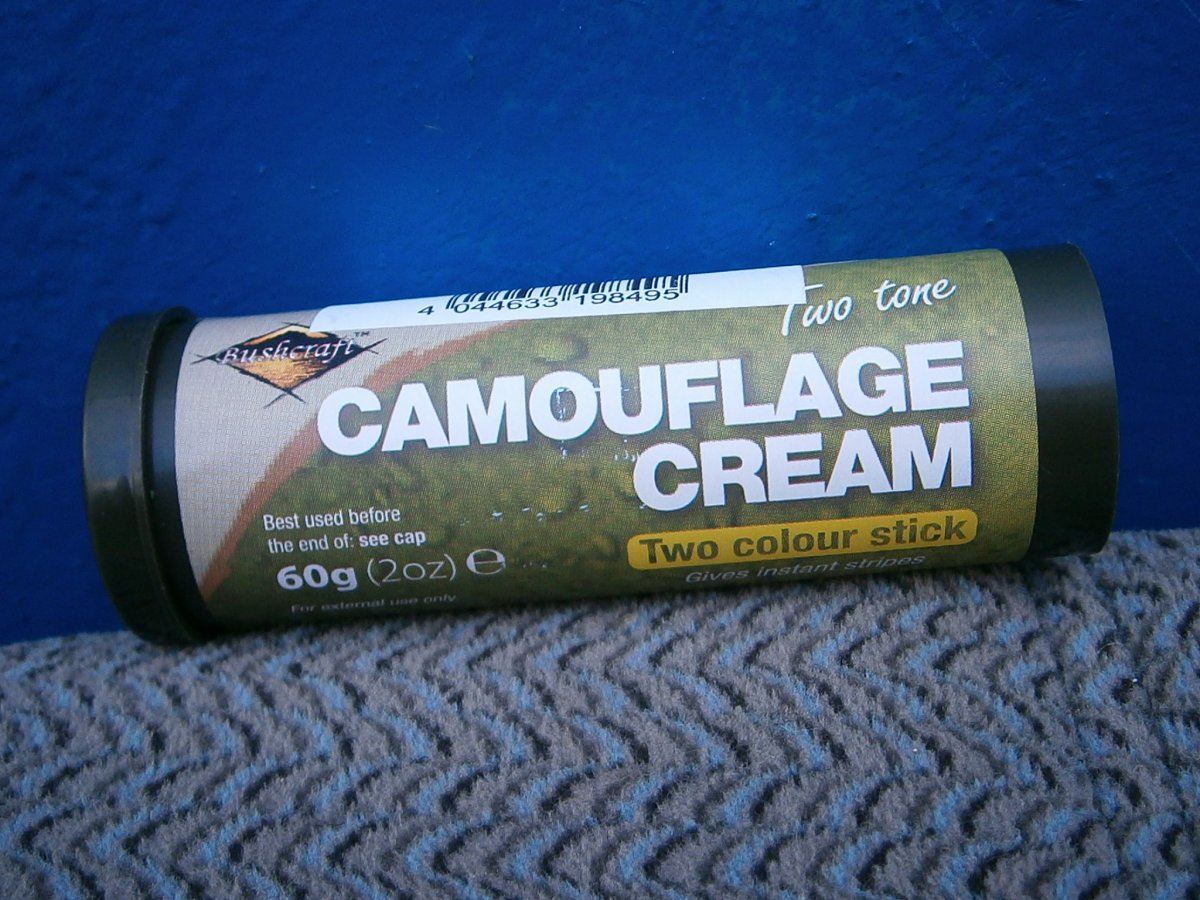 4 044633 198495
Two tone
Bushcraft™
CAMOUFLAGE
CREAM
Two colour stick
Gives instant stripes
Best used before
the end of: see cap
60g (2oz) ℮
For external use only